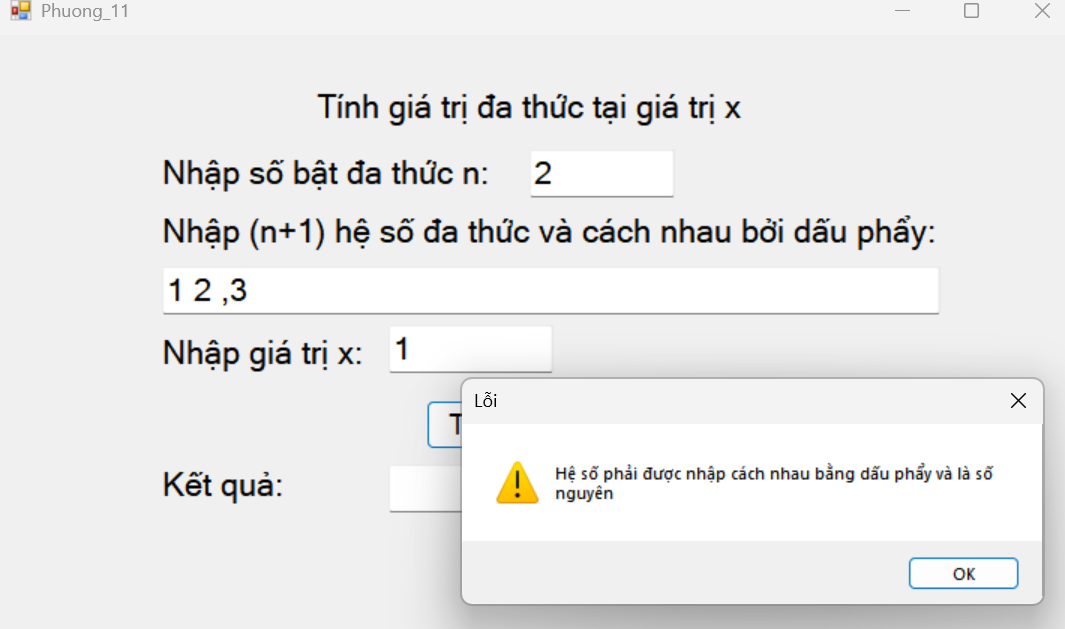 Phuong_11
Tính giá trị đa thức tại giá trị x
Nhập số bật đa thức n: 2
Nhập (n+1) hệ số đa thức và cách nhau bởi dấu phẩy:
1 2 ,3
Nhập giá trị x: 1
T
Lỗi
Hệ số phải được nhập cách nhau bằng dấu phẩy và là số
nguyên
Kết quả:
OK